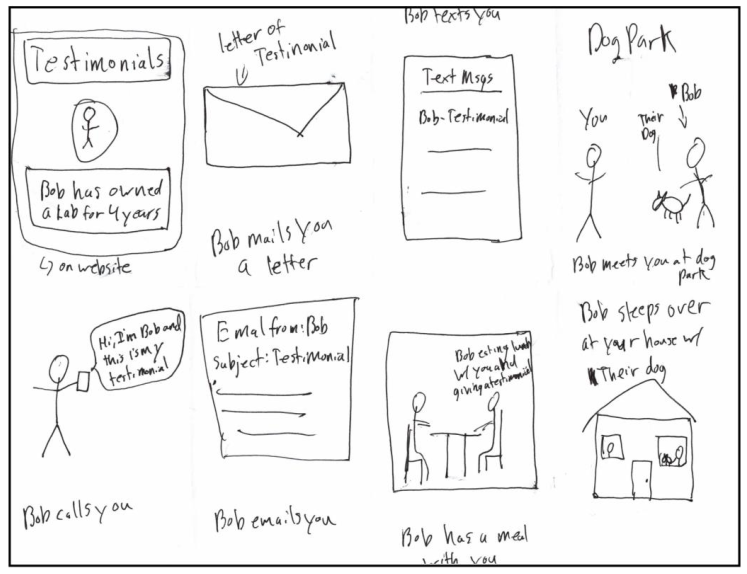 Testimonials
Bob has owned
a Lab for 4 years
↳ on website
letter of
Testimonial
Bob mails you
a letter
Bob texts you
Text Msgs
Bob-Testimonial
Dog Park
You
Their
Dog
Bob
Bob meets you at dog
park
Hi, I'm Bob and
this is my
testimonial
Bob calls you
Emal from: Bob
subject: Testimonial
Bob emails you
Bob eating lunch
w/ you and
giving a testimonial
Bob has a meal
with you
Bob sleeps over
at your house w/
Their dog